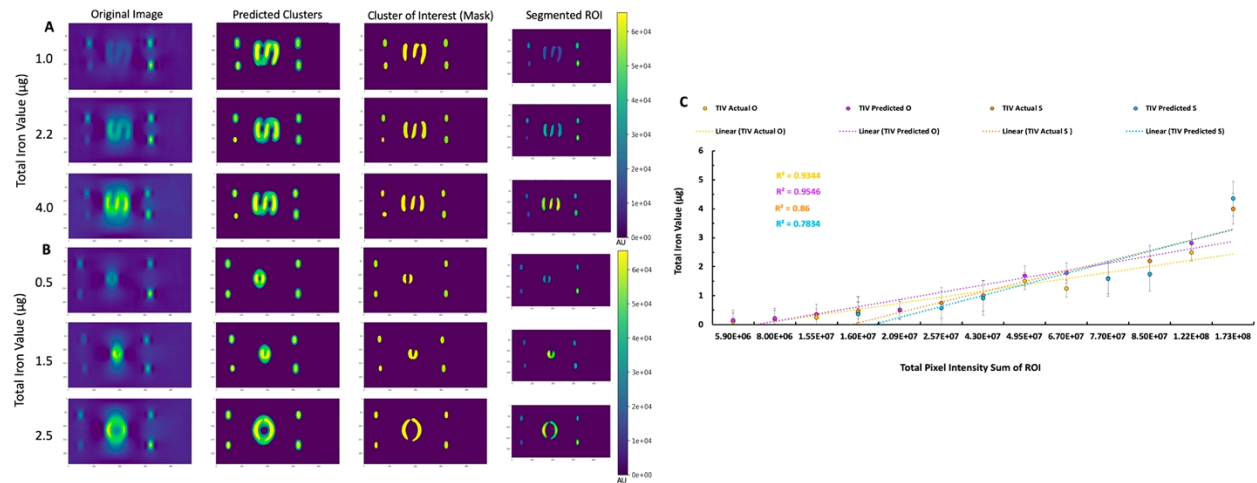 Original Image
Predicted Clusters
Cluster of Interest (Mask)
Segmented ROI
A
Total Iron Value (µg)
1.0
2.2
4.0
6e+04
5e+04
4e+04
3e+04
2e+04
1e+04
0e+00
AU
B
Total Iron Value (µg)
0.5
1.5
2.5
6e+04
5e+04
4e+04
3e+04
2e+04
1e+04
0e+00
AU
C
TIV Actual O
TIV Predicted O
TIV Actual S
TIV Predicted S
Linear (TIV Actual O)
Linear (TIV Predicted O)
Linear (TIV Actual S )
Linear (TIV Predicted S)
R² = 0.9344
R² = 0.9546
R² = 0.86
R² = 0.7834
Total Iron Value (µg)
6
5
4
3
2
1
0
5.90E+06 8.00E+06 1.55E+07 1.60E+07 2.09E+07 2.57E+07 4.40E+07 4.95E+07 6.70E+07 7.70E+07 8.50E+07 1.22E+08 1.73E+08
Total Pixel Intensity Sum of ROI